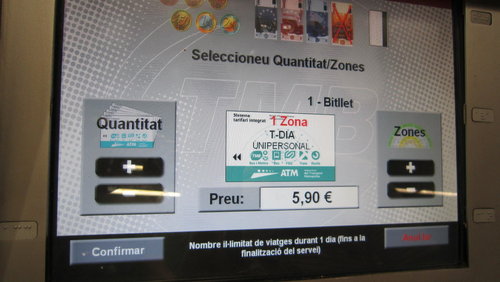 Seleccioneu Quantitat/Zones
1 - Bitllet
Quantitat
ATM
+
-
Sistema
tarifari integrat
1 Zona
T-DIA
UNIPERSONAL
TMB
ATM
Zones
+
-
Preu:
5,90 €
Confirmar
Nombre il·limitat de viatges durant 1 dia (fins a la
finalització del servei)
Anul·lar